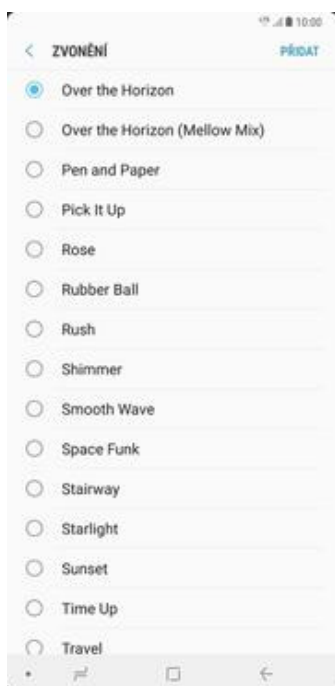 10:00
ZVONĚNÍ PŘIDAT
Over the Horizon
Over the Horizon (Mellow Mix)
Pen and Paper
Pick It Up
Rose
Rubber Ball
Rush
Shimmer
Smooth Wave
Space Funk
Stairway
Starlight
Sunset
Time Up
Travel